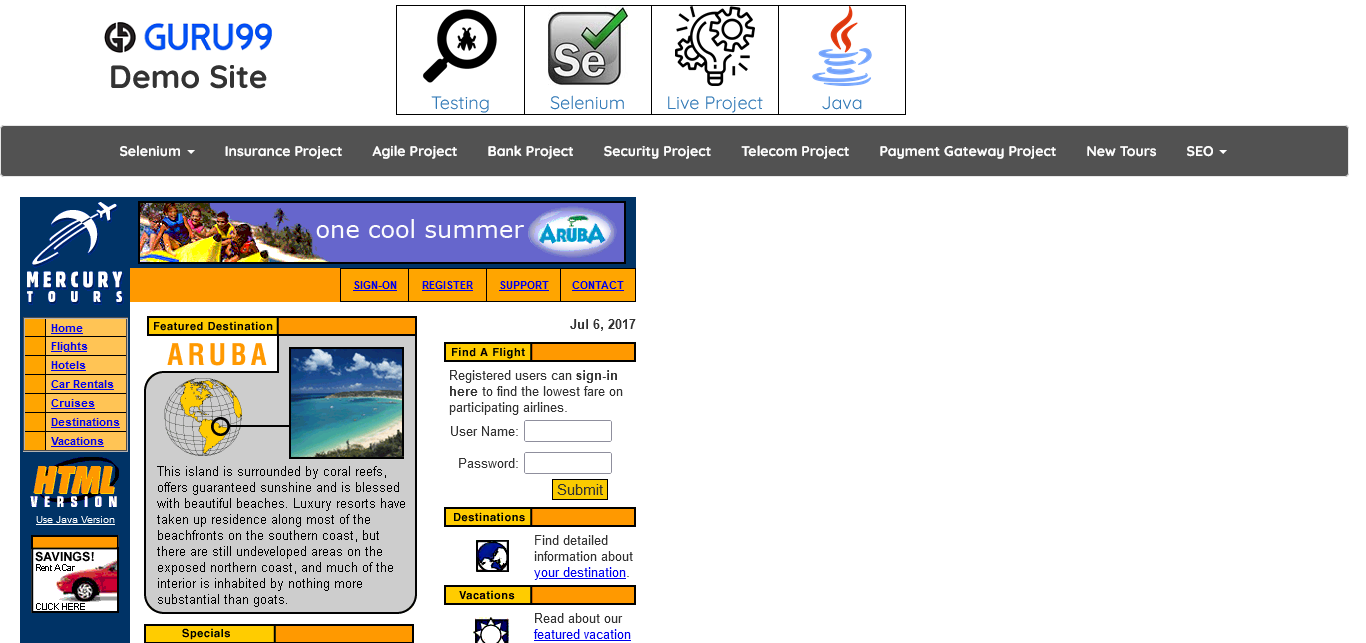 GURU99
Demo Site
Testing
Selenium
Live Project
Java
Se
Selenium
Insurance Project
Agile Project
Bank Project
Security Project
Telecom Project
Payment Gateway Project
New Tours
SEO
MERCURY
TOURS
one cool summer
ARUBA
SIGN-ON
REGISTER
SUPPORT
CONTACT
Home
Flights
Hotels
Car Rentals
Cruises
Destinations
Vacations
HTML
VERSION
Use Java Version
SAVINGS!
Rent A Car
CLICK HERE
Featured Destination
ARUBA
This island is surrounded by coral reefs,
offers guaranteed sunshine and is blessed
with beautiful beaches. Luxury resorts have
taken up residence along most of the
beachfronts on the southern coast, but
there are still undeveloped areas on the
exposed northern coast, and much of the
interior is inhabited by nothing more
substantial than goats.
Specials
Jul 6, 2017
Find A Flight
Registered users can sign-in
here to find the lowest fare on
participating airlines.
User Name:
Password:
Submit
Destinations
Find detailed
information about
your destination.
Vacations
Read about our
featured vacation